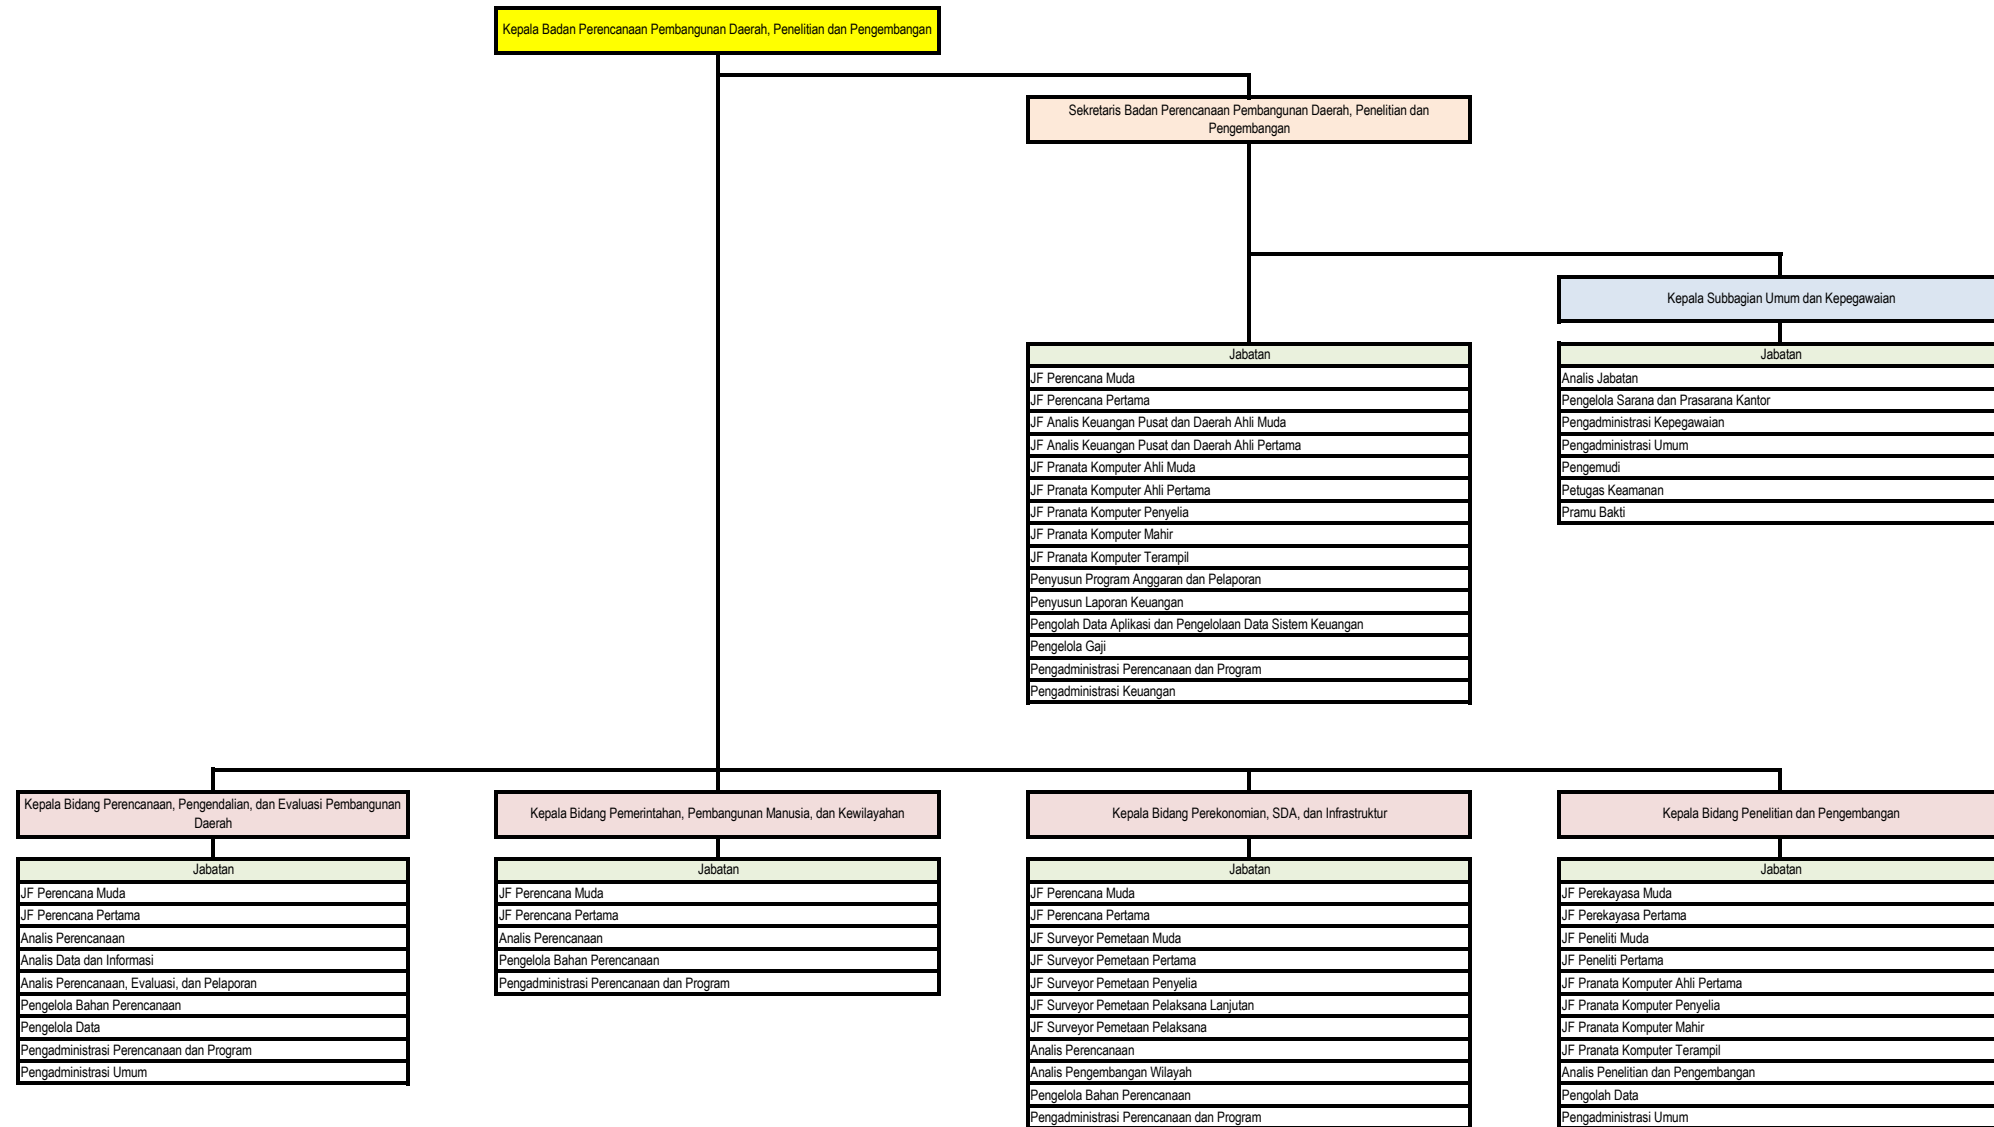 Kepala Badan Perencanaan Pembangunan Daerah, Penelitian dan Pengembangan
Sekretaris Badan Perencanaan Pembangunan Daerah, Penelitian dan
Pengembangan
Kepala Subbagian Umum dan Kepegawaian
Jabatan
JF Perencana Muda
JF Perencana Pertama
JF Analis Keuangan Pusat dan Daerah Ahli Muda
JF Analis Keuangan Pusat dan Daerah Ahli Pertama
JF Pranata Komputer Ahli Muda
JF Pranata Komputer Ahli Pertama
JF Pranata Komputer Penyelia
JF Pranata Komputer Mahir
JF Pranata Komputer Terampil
Penyusun Program Anggaran dan Pelaporan
Penyusun Laporan Keuangan
Pengolah Data Aplikasi dan Pengelolaan Data Sistem Keuangan
Pengelola Gaji
Pengadministrasi Perencanaan dan Program
Pengadministrasi Keuangan
Jabatan
Analis Jabatan
Pengelola Sarana dan Prasarana Kantor
Pengadministrasi Kepegawaian
Pengadministrasi Umum
Pengemudi
Petugas Keamanan
Pramu Bakti
Kepala Bidang Perencanaan, Pengendalian, dan Evaluasi Pembangunan
Daerah
Jabatan
JF Perencana Muda
JF Perencana Pertama
Analis Perencanaan
Analis Data dan Informasi
Analis Perencanaan, Evaluasi, dan Pelaporan
Pengelola Bahan Perencanaan
Pengelola Data
Pengadministrasi Perencanaan dan Program
Pengadministrasi Umum
Kepala Bidang Pemerintahan, Pembangunan Manusia, dan Kewilayahan
Jabatan
JF Perencana Muda
JF Perencana Pertama
Analis Perencanaan
Pengelola Bahan Perencanaan
Pengadministrasi Perencanaan dan Program
Kepala Bidang Perekonomian, SDA, dan Infrastruktur
Jabatan
JF Perencana Muda
JF Perencana Pertama
JF Surveyor Pemetaan Muda
JF Surveyor Pemetaan Pertama
JF Surveyor Pemetaan Penyelia
JF Surveyor Pemetaan Pelaksana Lanjutan
JF Surveyor Pemetaan Pelaksana
Analis Perencanaan
Analis Pengembangan Wilayah
Pengelola Bahan Perencanaan
Pengadministrasi Perencanaan dan Program
Kepala Bidang Penelitian dan Pengembangan
Jabatan
JF Perekayasa Muda
JF Perekayasa Pertama
JF Peneliti Muda
JF Peneliti Pertama
JF Pranata Komputer Ahli Pertama
JF Pranata Komputer Penyelia
JF Pranata Komputer Mahir
JF Pranata Komputer Terampil
Analis Penelitian dan Pengembangan
Pengolah Data
Pengadministrasi Umum